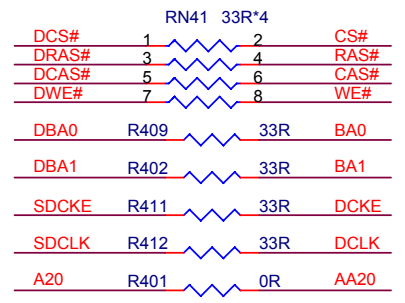 RN41 33R*4
DCS# 1 2 CS#
DRAS# 3 4 RAS#
DCAS# 5 6 CAS#
DWE# 7 8 WE#
DBA0 R409 33R BA0
DBA1 R402 33R BA1
SDCKE R411 33R DCKE
SDCLK R412 33R DCLK
A20 R401 0R AA20